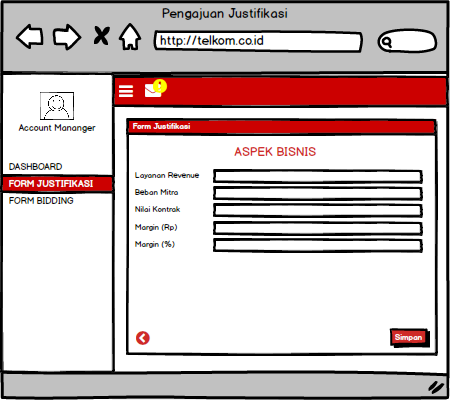 Pengajuan Justifikasi
http://telkom.co.id
Account Mananger
DASHBOARD
FORM JUSTIFIKASI
FORM BIDDING
Form Justifikasi
ASPEK BISNIS
Layanan Revenue
Beban Mitra
Nilai Kontrak
Margin (Rp)
Margin (%)
Simpan